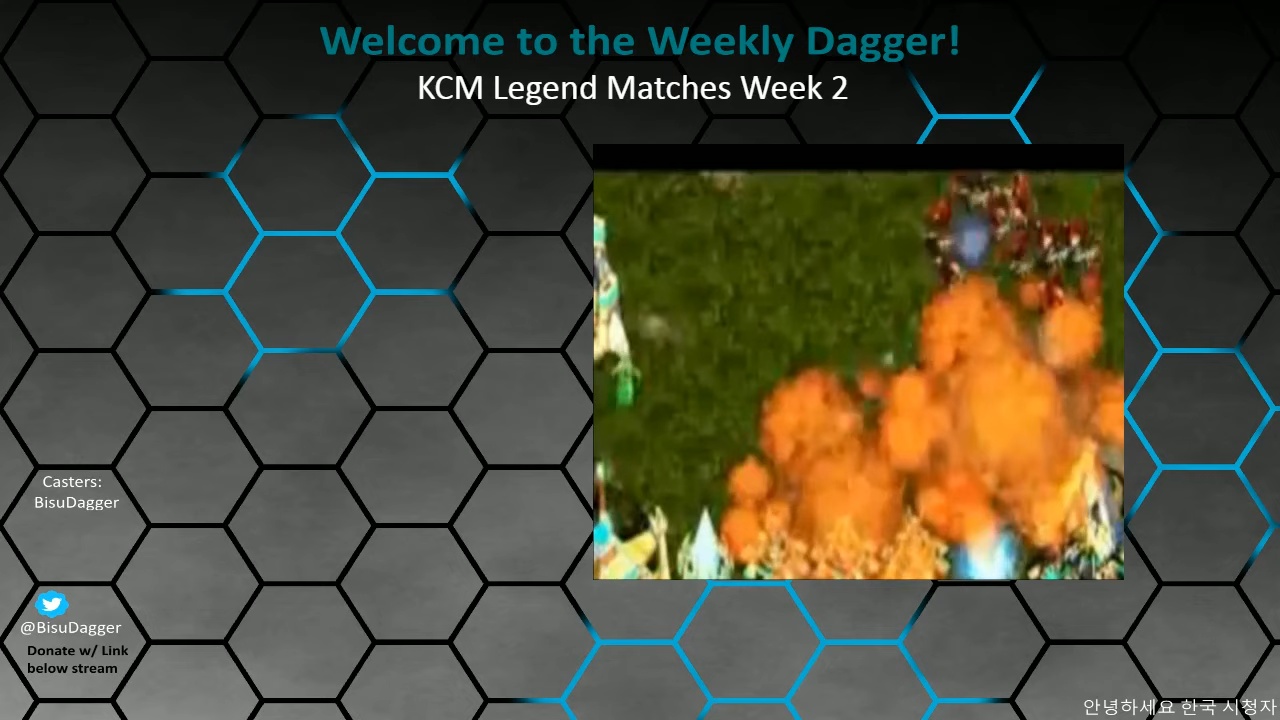 Welcome to the Weekly Dagger!
KCM Legend Matches Week 2
Casters:
BisuDagger
@BisuDagger
Donate w/ Link
below stream
안녕하세요 한국 시청자